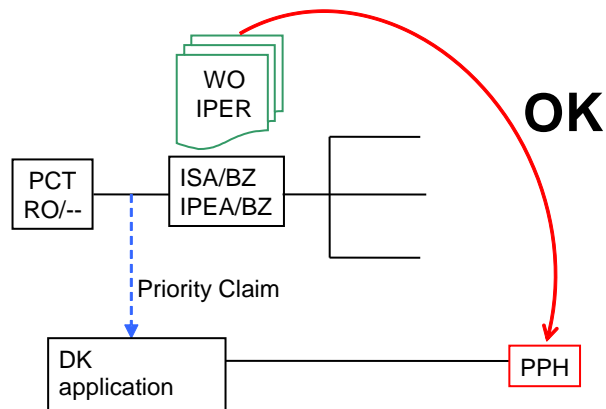 WO
IPER
OK
PCT
RO/--
ISA/BZ
IPEA/BZ
Priority Claim
DK
application
PPH